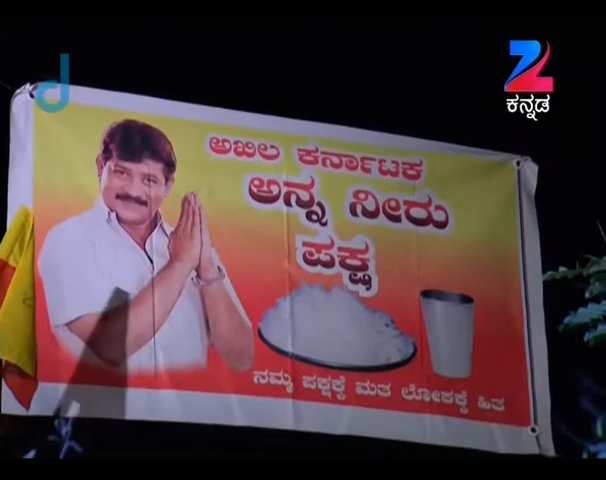 ಕನ್ನಡ
ಅಖಿಲ ಕರ್ನಾಟಕ
ಅನ್ನ ನೀರು
ಪಕ್ಷ
ನಮ್ಮ ಪಕ್ಷಕ್ಕೆ ಮತ ಲೋಕಕ್ಕೆ ಹಿತ